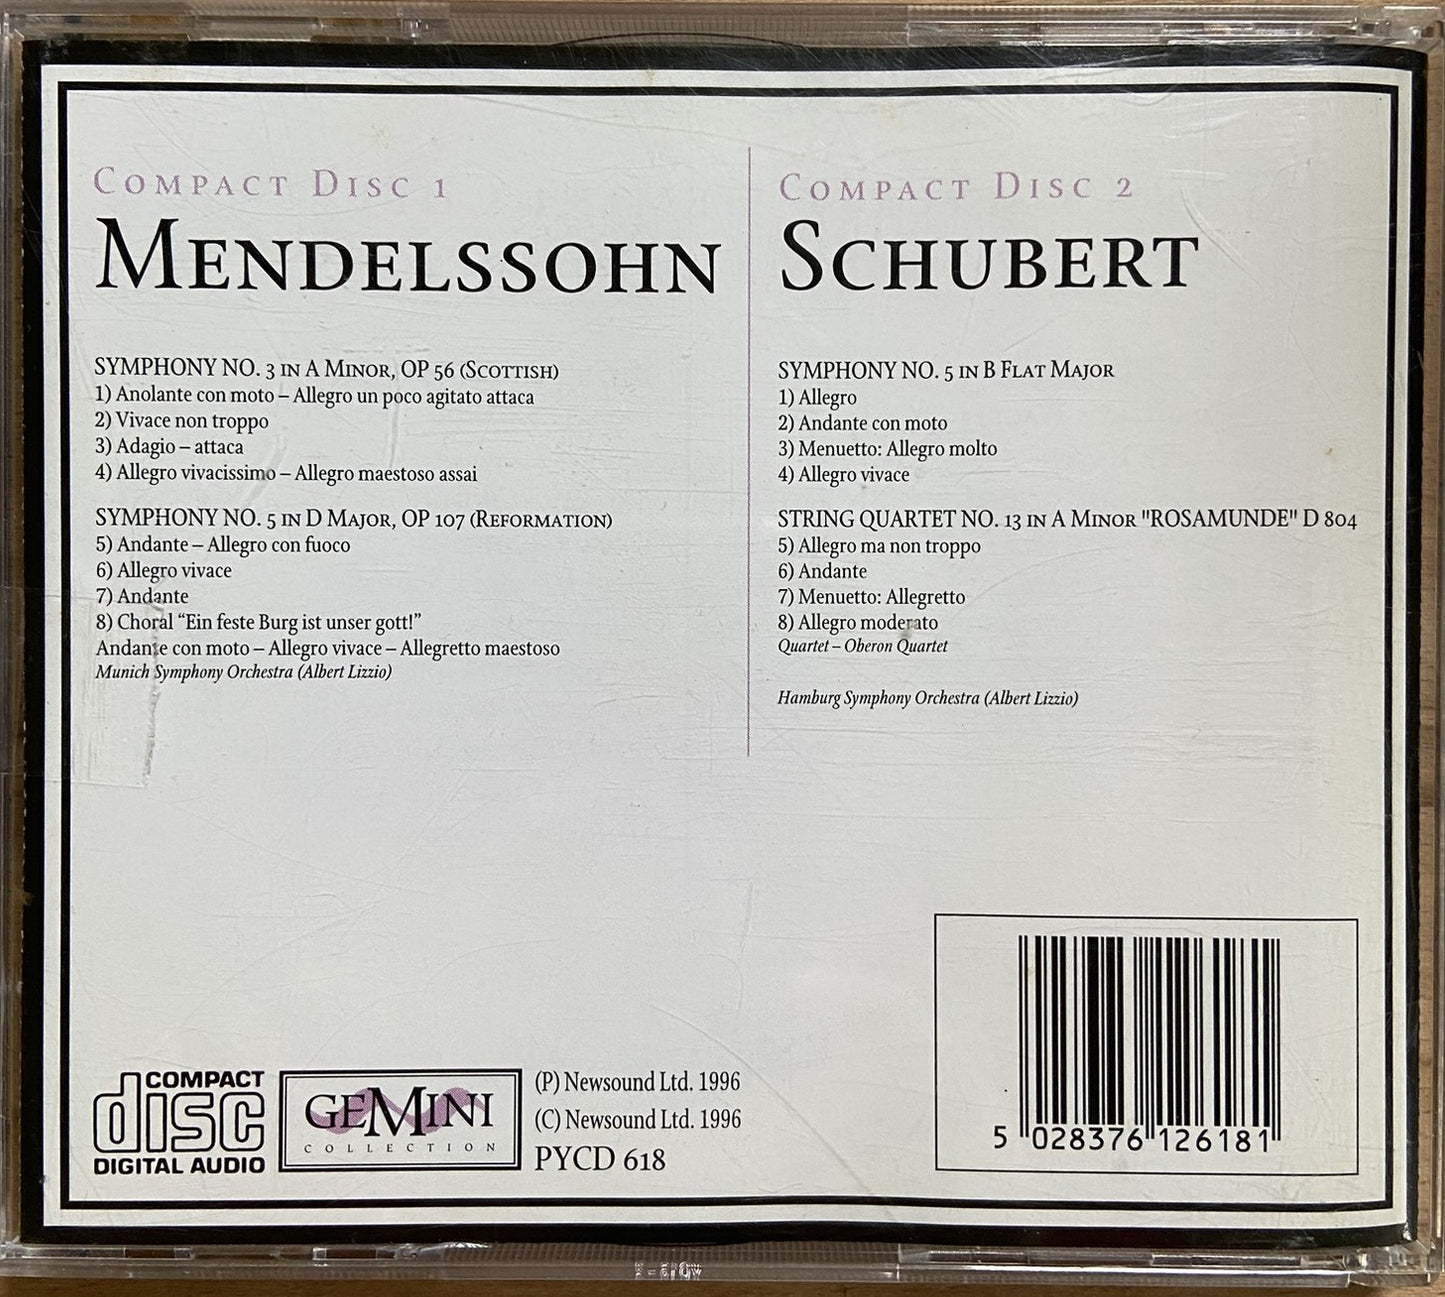 COMPACT DISC 1
MENDELSSOHN
SYMPHONY NO. 3 IN A MINOR, OP 56 (SCOTTISH)
1) Anolante con moto – Allegro un poco agitato attaca
2) Vivace non troppo
3) Adagio – attaca
4) Allegro vivacissimo – Allegro maestoso assai
SYMPHONY NO. 5 IN D MAJOR, OP 107 (REFORMATION)
5) Andante – Allegro con fuoco
6) Allegro vivace
7) Andante
8) Choral “Ein feste Burg ist unser gott!”
Andante con moto – Allegro vivace – Allegretto maestoso
Munich Symphony Orchestra (Albert Lizzio)
COMPACT DISC 2
SCHUBERT
SYMPHONY NO. 5 IN B FLAT MAJOR
1) Allegro
2) Andante con moto
3) Menuetto: Allegro molto
4) Allegro vivace
STRING QUARTET NO. 13 IN A MINOR "ROSAMUNDE" D 804
5) Allegro ma non troppo
6) Andante
7) Menuetto: Allegretto
8) Allegro moderato
Quartet – Oberon Quartet
Hamburg Symphony Orchestra (Albert Lizzio)
COMPACT
disc
DIGITAL AUDIO
GEMINI
COLLECTION
(P) Newsound Ltd. 1996
(C) Newsound Ltd. 1996
PYCD 618
5 028376 126181